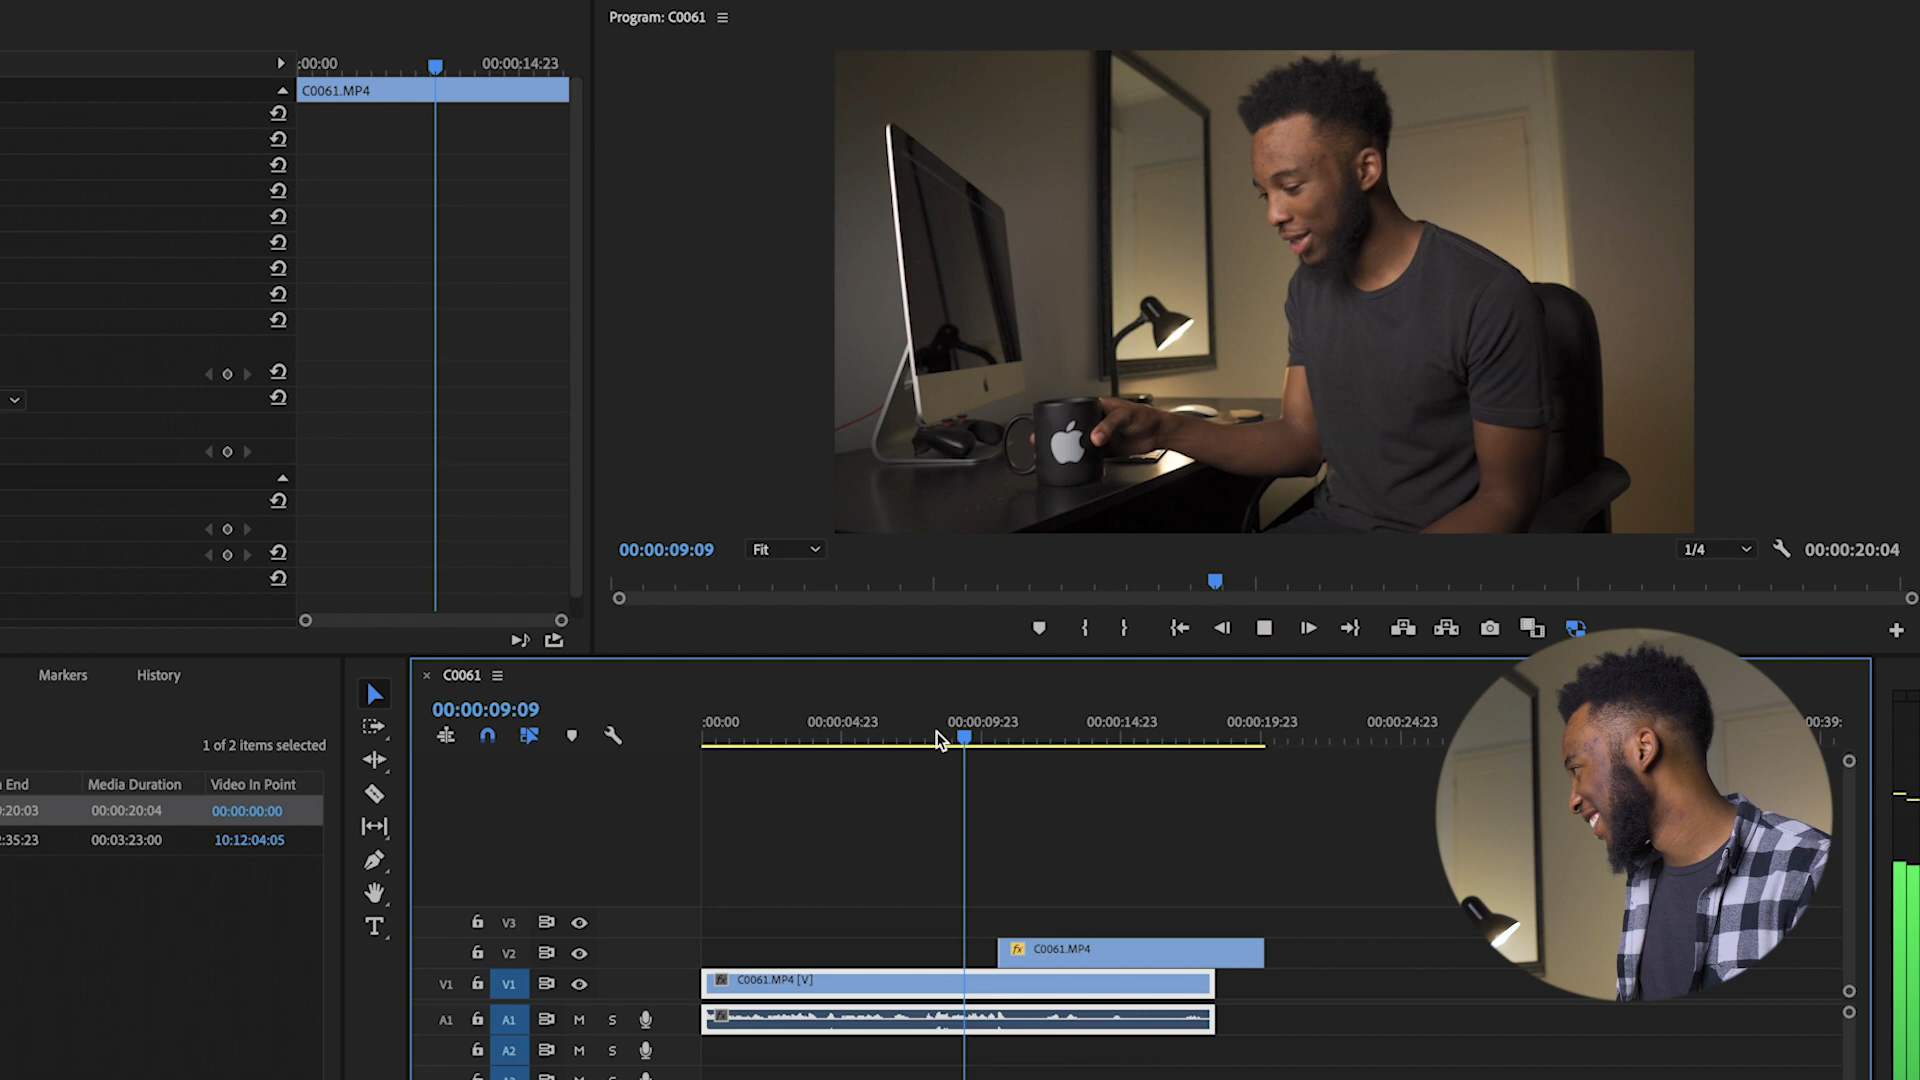 Program: C0061
:00:00
00:00:14:23
C0061.MP4
00:00:09:09
Fit
1/4
00:00:20:04
Markers
History
1 of 2 items selected
End
Media Duration
Video In Point
:20:03
00:00:20:04
00:00:00:00
:35:23
00:03:23:00
10:12:04:05
× C0061
00:00:09:09
:00:00
00:00:04:23
00:00:09:23
00:00:14:23
00:00:19:23
00:00:24:23
00:39:
V3
V2
fx C0061.MP4
V1 V1
fx C0061.MP4 [V]
A1 A1 M S
fx
A2 M S